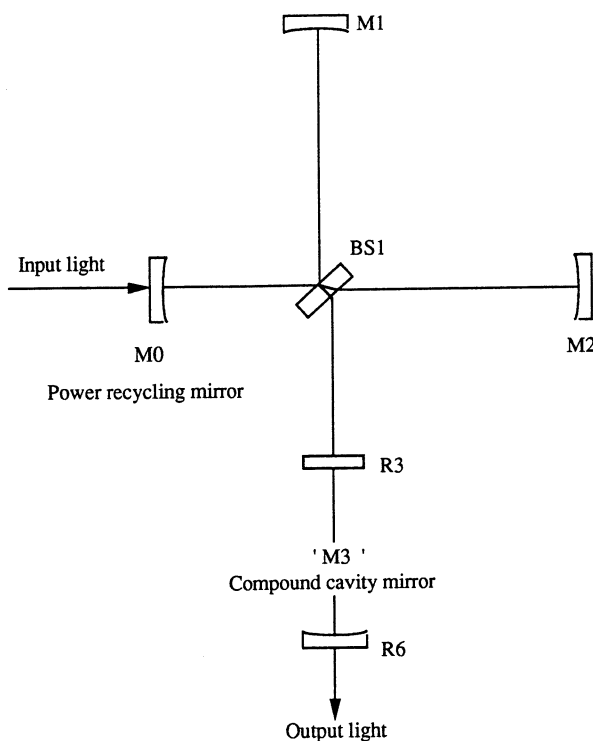 M1
BS1
Input light
M0
M2
Power recycling mirror
R3
' M3 '
Compound cavity mirror
R6
Output light